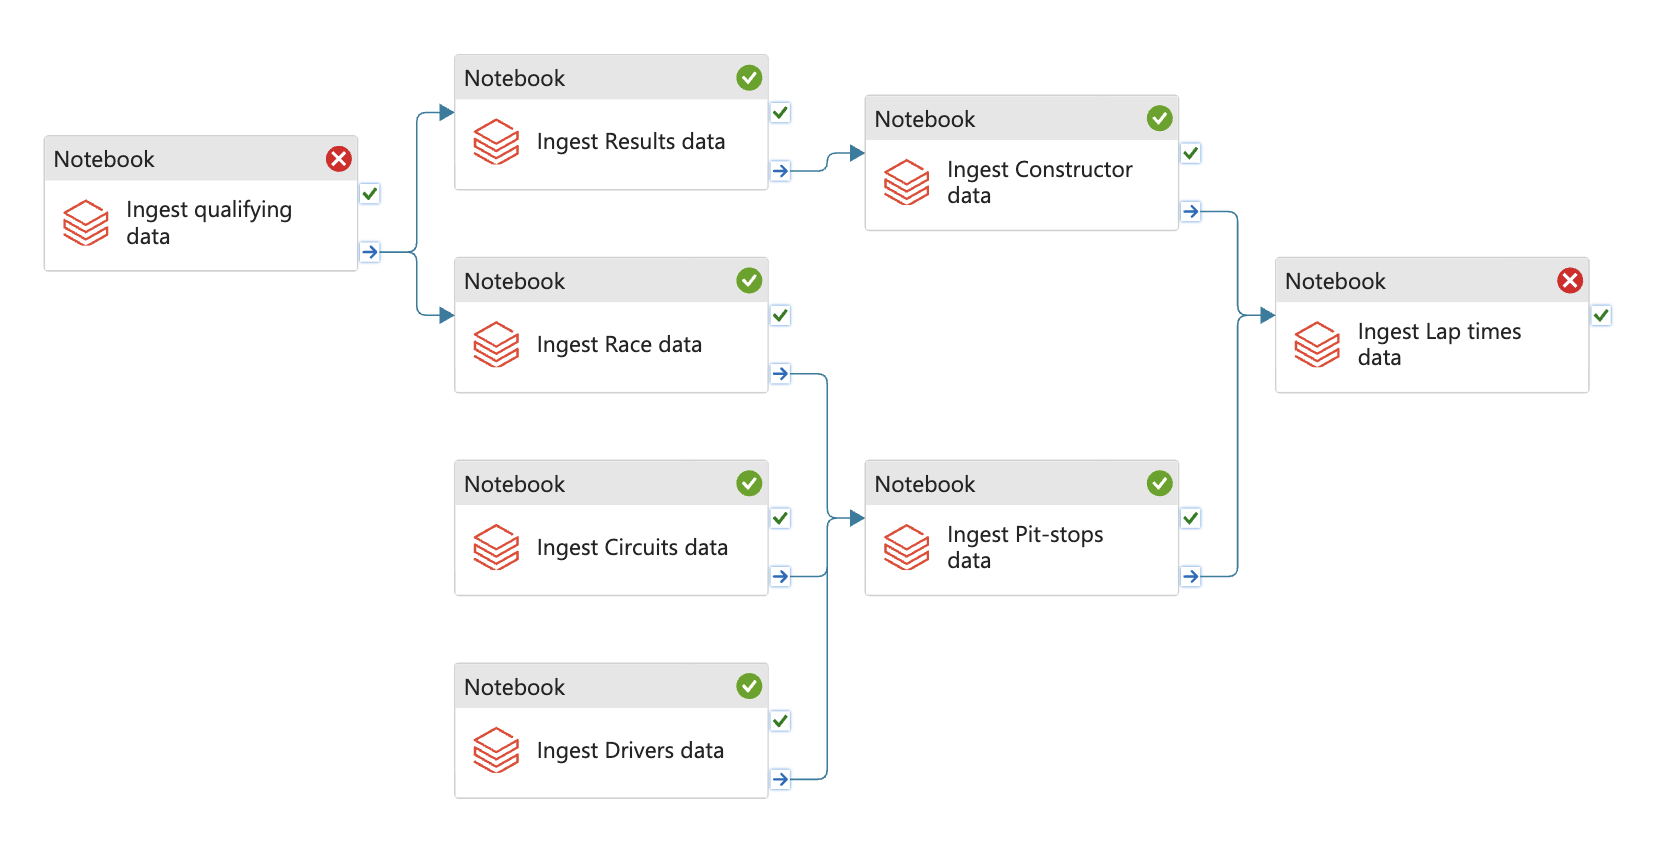 Notebook
Ingest qualifying
data
Notebook
Ingest Results data
Notebook
Ingest Race data
Notebook
Ingest Circuits data
Notebook
Ingest Drivers data
Notebook
Ingest Constructor
data
Notebook
Ingest Pit-stops
data
Notebook
Ingest Lap times
data